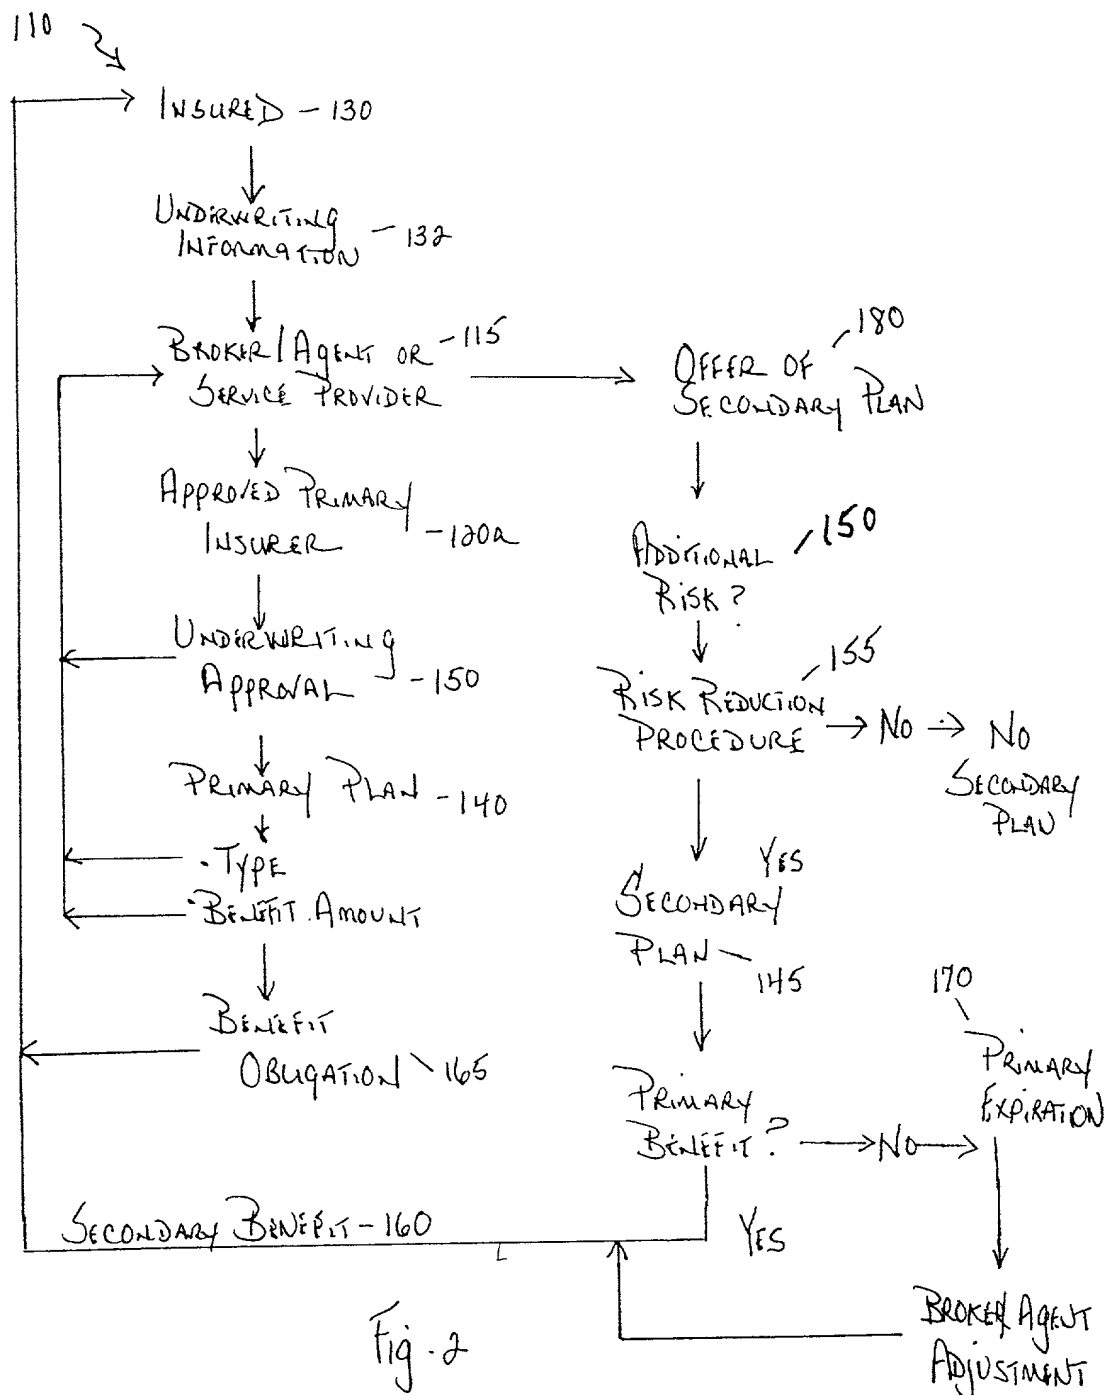 110
INSURED - 130
UNDERWRITING
INFORMATION - 132
BROKER/AGENT OR - 115
SERVICE PROVIDER
APPROVED PRIMARY
INSURER - 120a
UNDERWRITING
APPROVAL - 150
PRIMARY PLAN - 140
· TYPE
· BENEFIT AMOUNT
BENEFIT
OBLIGATION 165
180
OFFER OF
SECONDARY PLAN
ADDITIONAL 150
RISK?
155
RISK REDUCTION
PROCEDURE NO NO
SECONDARY
PLAN
YES
SECONDARY
PLAN
145
170
PRIMARY
EXPIRATION
PRIMARY
BENEFIT? NO
YES
SECONDARY BENEFIT - 160
BROKER/AGENT
ADJUSTMENT
Fig. 2